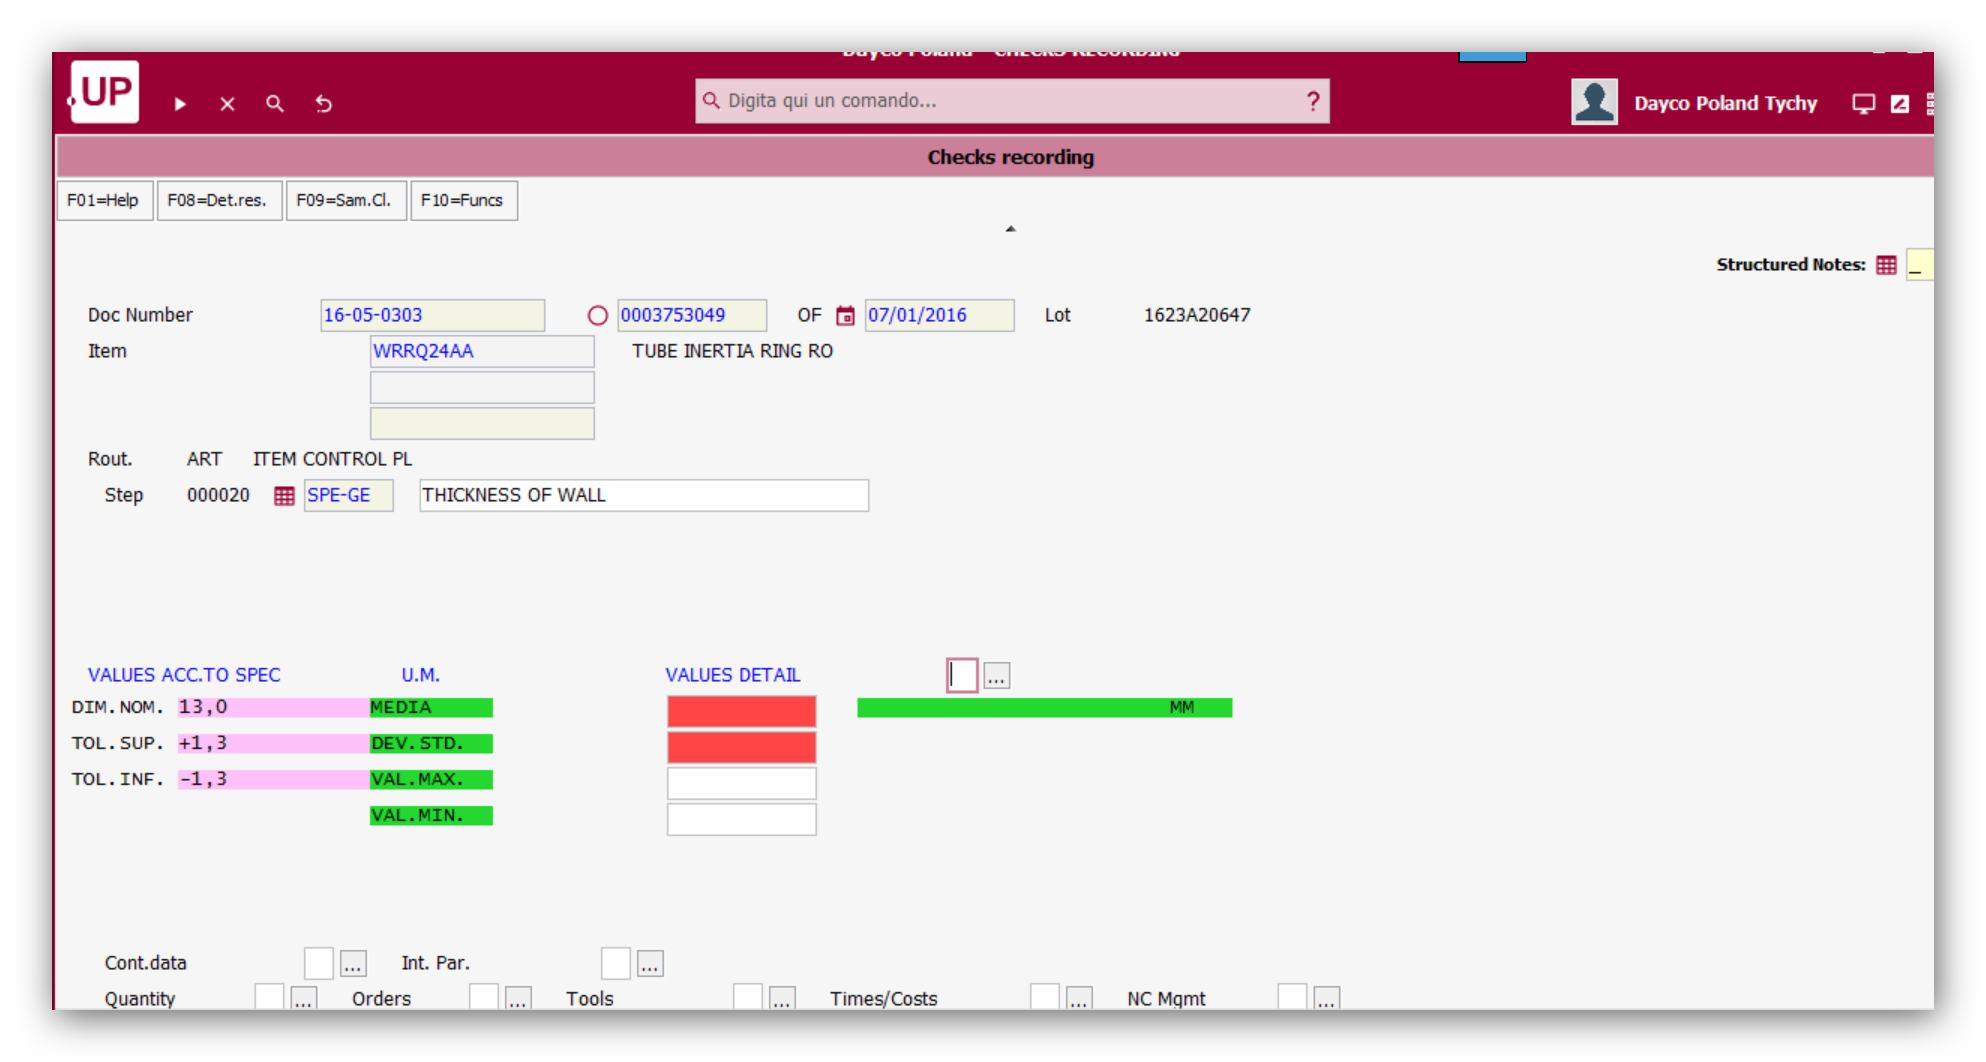 Dayco Poland - CHECKS RECORDING
.UP
Digita qui un comando... ?
Dayco Poland Tychy
Checks recording
F01=Help F08=Det.res. F09=Sam.Cl. F10=Funcs
Structured Notes: _
Doc Number 16-05-0303 0003753049 OF 07/01/2016 Lot 1623A20647
Item WRRQ24AA TUBE INERTIA RING RO
Rout. ART ITEM CONTROL PL
Step 000020 SPE-GE THICKNESS OF WALL
VALUES ACC.TO SPEC U.M. VALUES DETAIL ...
DIM.NOM. 13,0 MEDIA MM
TOL.SUP. +1,3 DEV.STD.
TOL.INF. -1,3 VAL.MAX.
VAL.MIN.
Cont.data ... Int. Par. ...
Quantity ... Orders ... Tools ... Times/Costs ... NC Mgmt ...